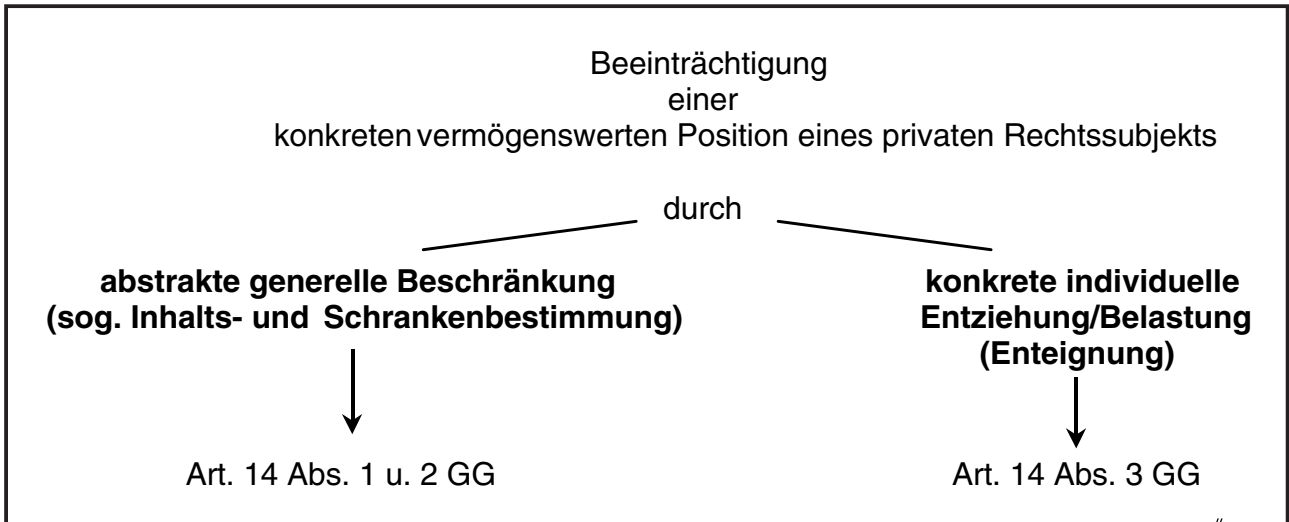 Beeinträchtigung
einer
konkreten vermögenswerten Position eines privaten Rechtssubjekts
durch
abstrakte generelle Beschränkung
(sog. Inhalts- und Schrankenbestimmung)
konkrete individuelle
Entziehung/Belastung
(Enteignung)
Art. 14 Abs. 1 u. 2 GG
Art. 14 Abs. 3 GG
“